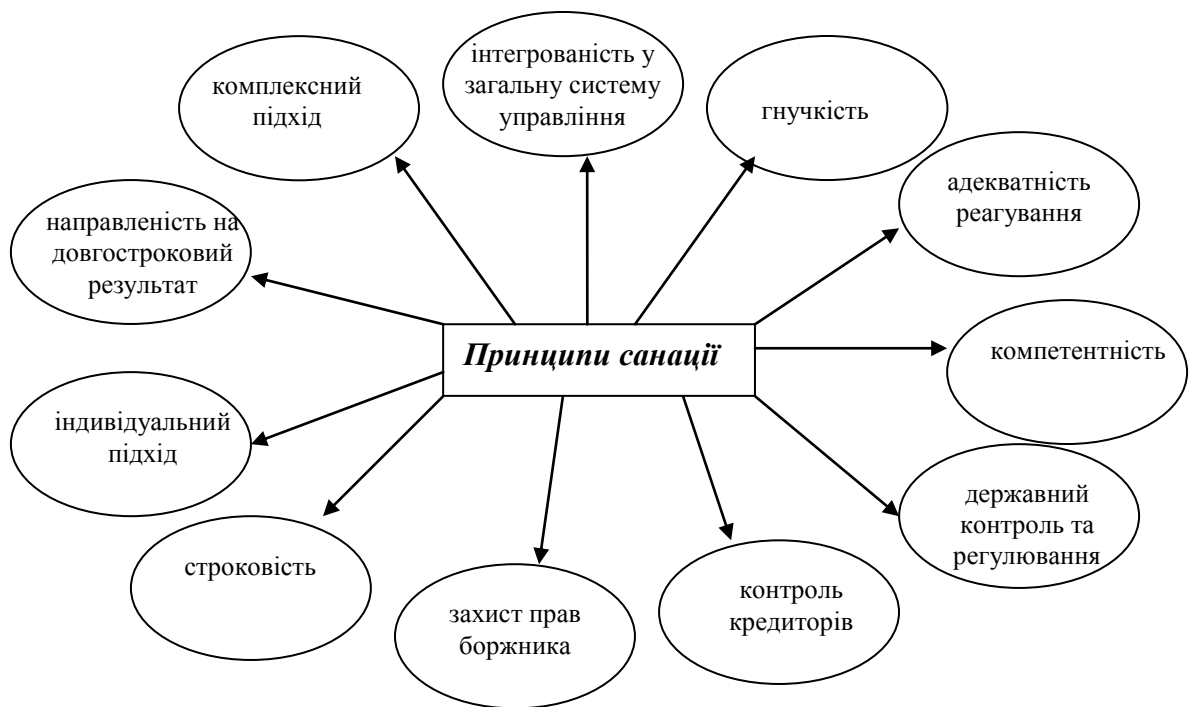 інтегрованість у
загальну систему
управління
комплексний
підхід
гнучкість
адекватність
реагування
направленість на
довгостроковий
результат
Принципи санації
компетентність
індивідуальний
підхід
державний
контроль та
регулювання
строковість
контроль
кредиторів
захист прав
боржника